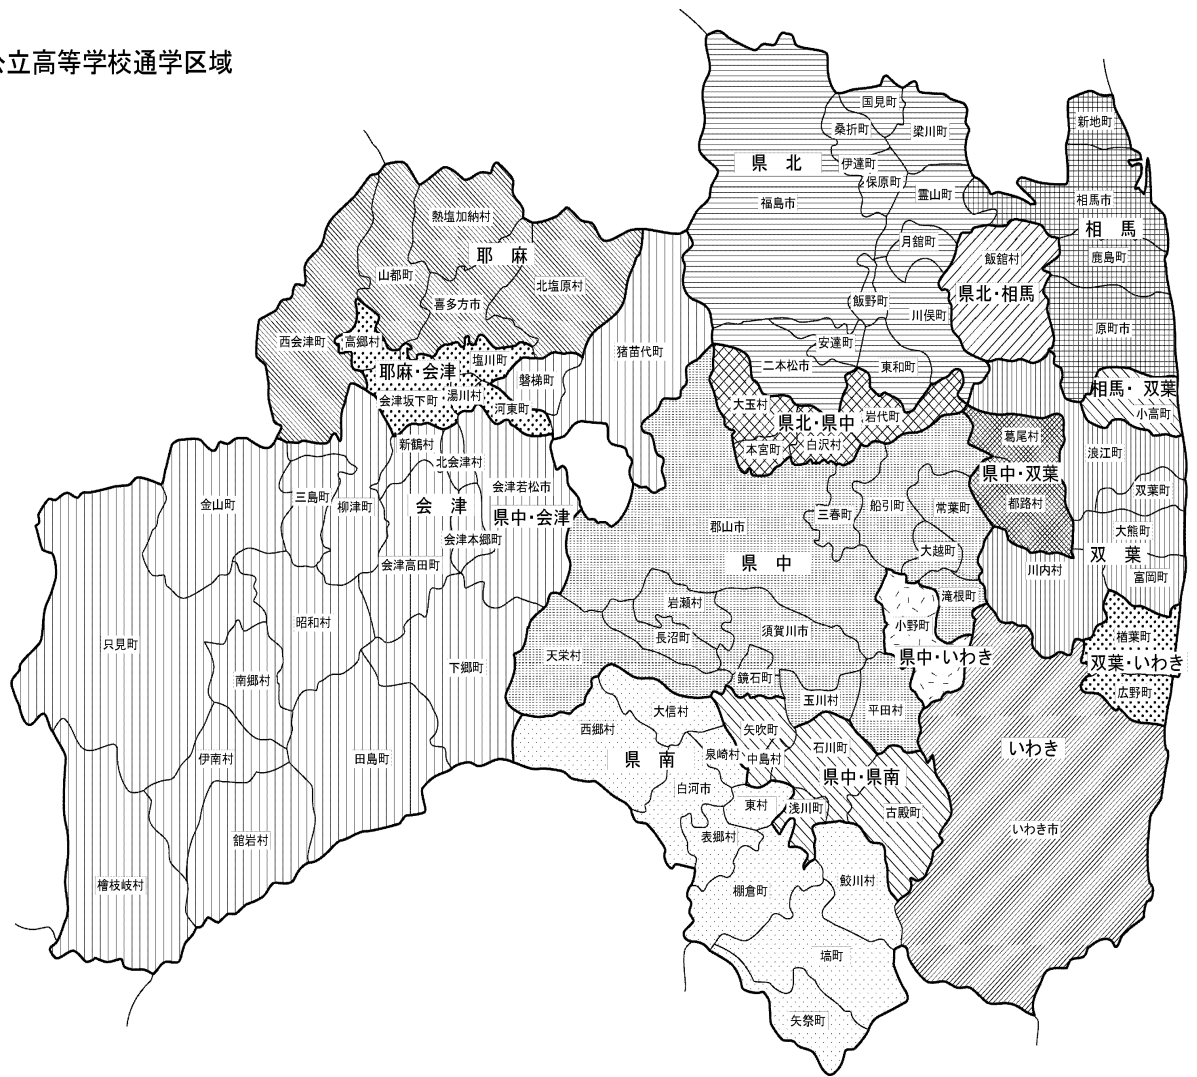 公立高等学校通学区域
国見町
新地町
桑折町
梁川町
県　北
伊達町
保原町
霊山町
福島市
相馬市
熱塩加納村
相　馬
月舘町
耶　麻
飯舘村
鹿島町
山都町
北塩原村
県北・相馬
喜多方市
飯野町
川俣町
原町市
西会津町
高郷村
安達町
塩川町
猪苗代町
二本松市
東和町
耶麻・会津
磐梯町
相馬・双葉
会津坂下町
湯川村
河東町
大玉村
県北・県中
岩代町
小高町
新鶴村
本宮町
白沢村
葛尾村
浪江町
北会津村
県中・双葉
三島町
会津若松市
双葉町
金山町
柳津町
会　津
県中・会津
郡山市
三春町
船引町
常葉町
都路村
大熊町
会津本郷町
大越町
双　葉
会津高田町
県　中
川内村
富岡町
滝根町
岩瀬村
昭和村
小野町
須賀川市
長沼町
楢葉町
只見町
天栄村
県中・いわき
双葉・いわき
下郷町
南郷村
鏡石町
広野町
玉川村
平田村
大信村
西郷村
矢吹町
石川町
いわき
伊南村
田島町
県　南
泉崎村
中島村
県中・県南
白河市
東村
浅川町
古殿町
いわき市
舘岩村
表郷村
檜枝岐村
棚倉町
鮫川村
塙町
矢祭町